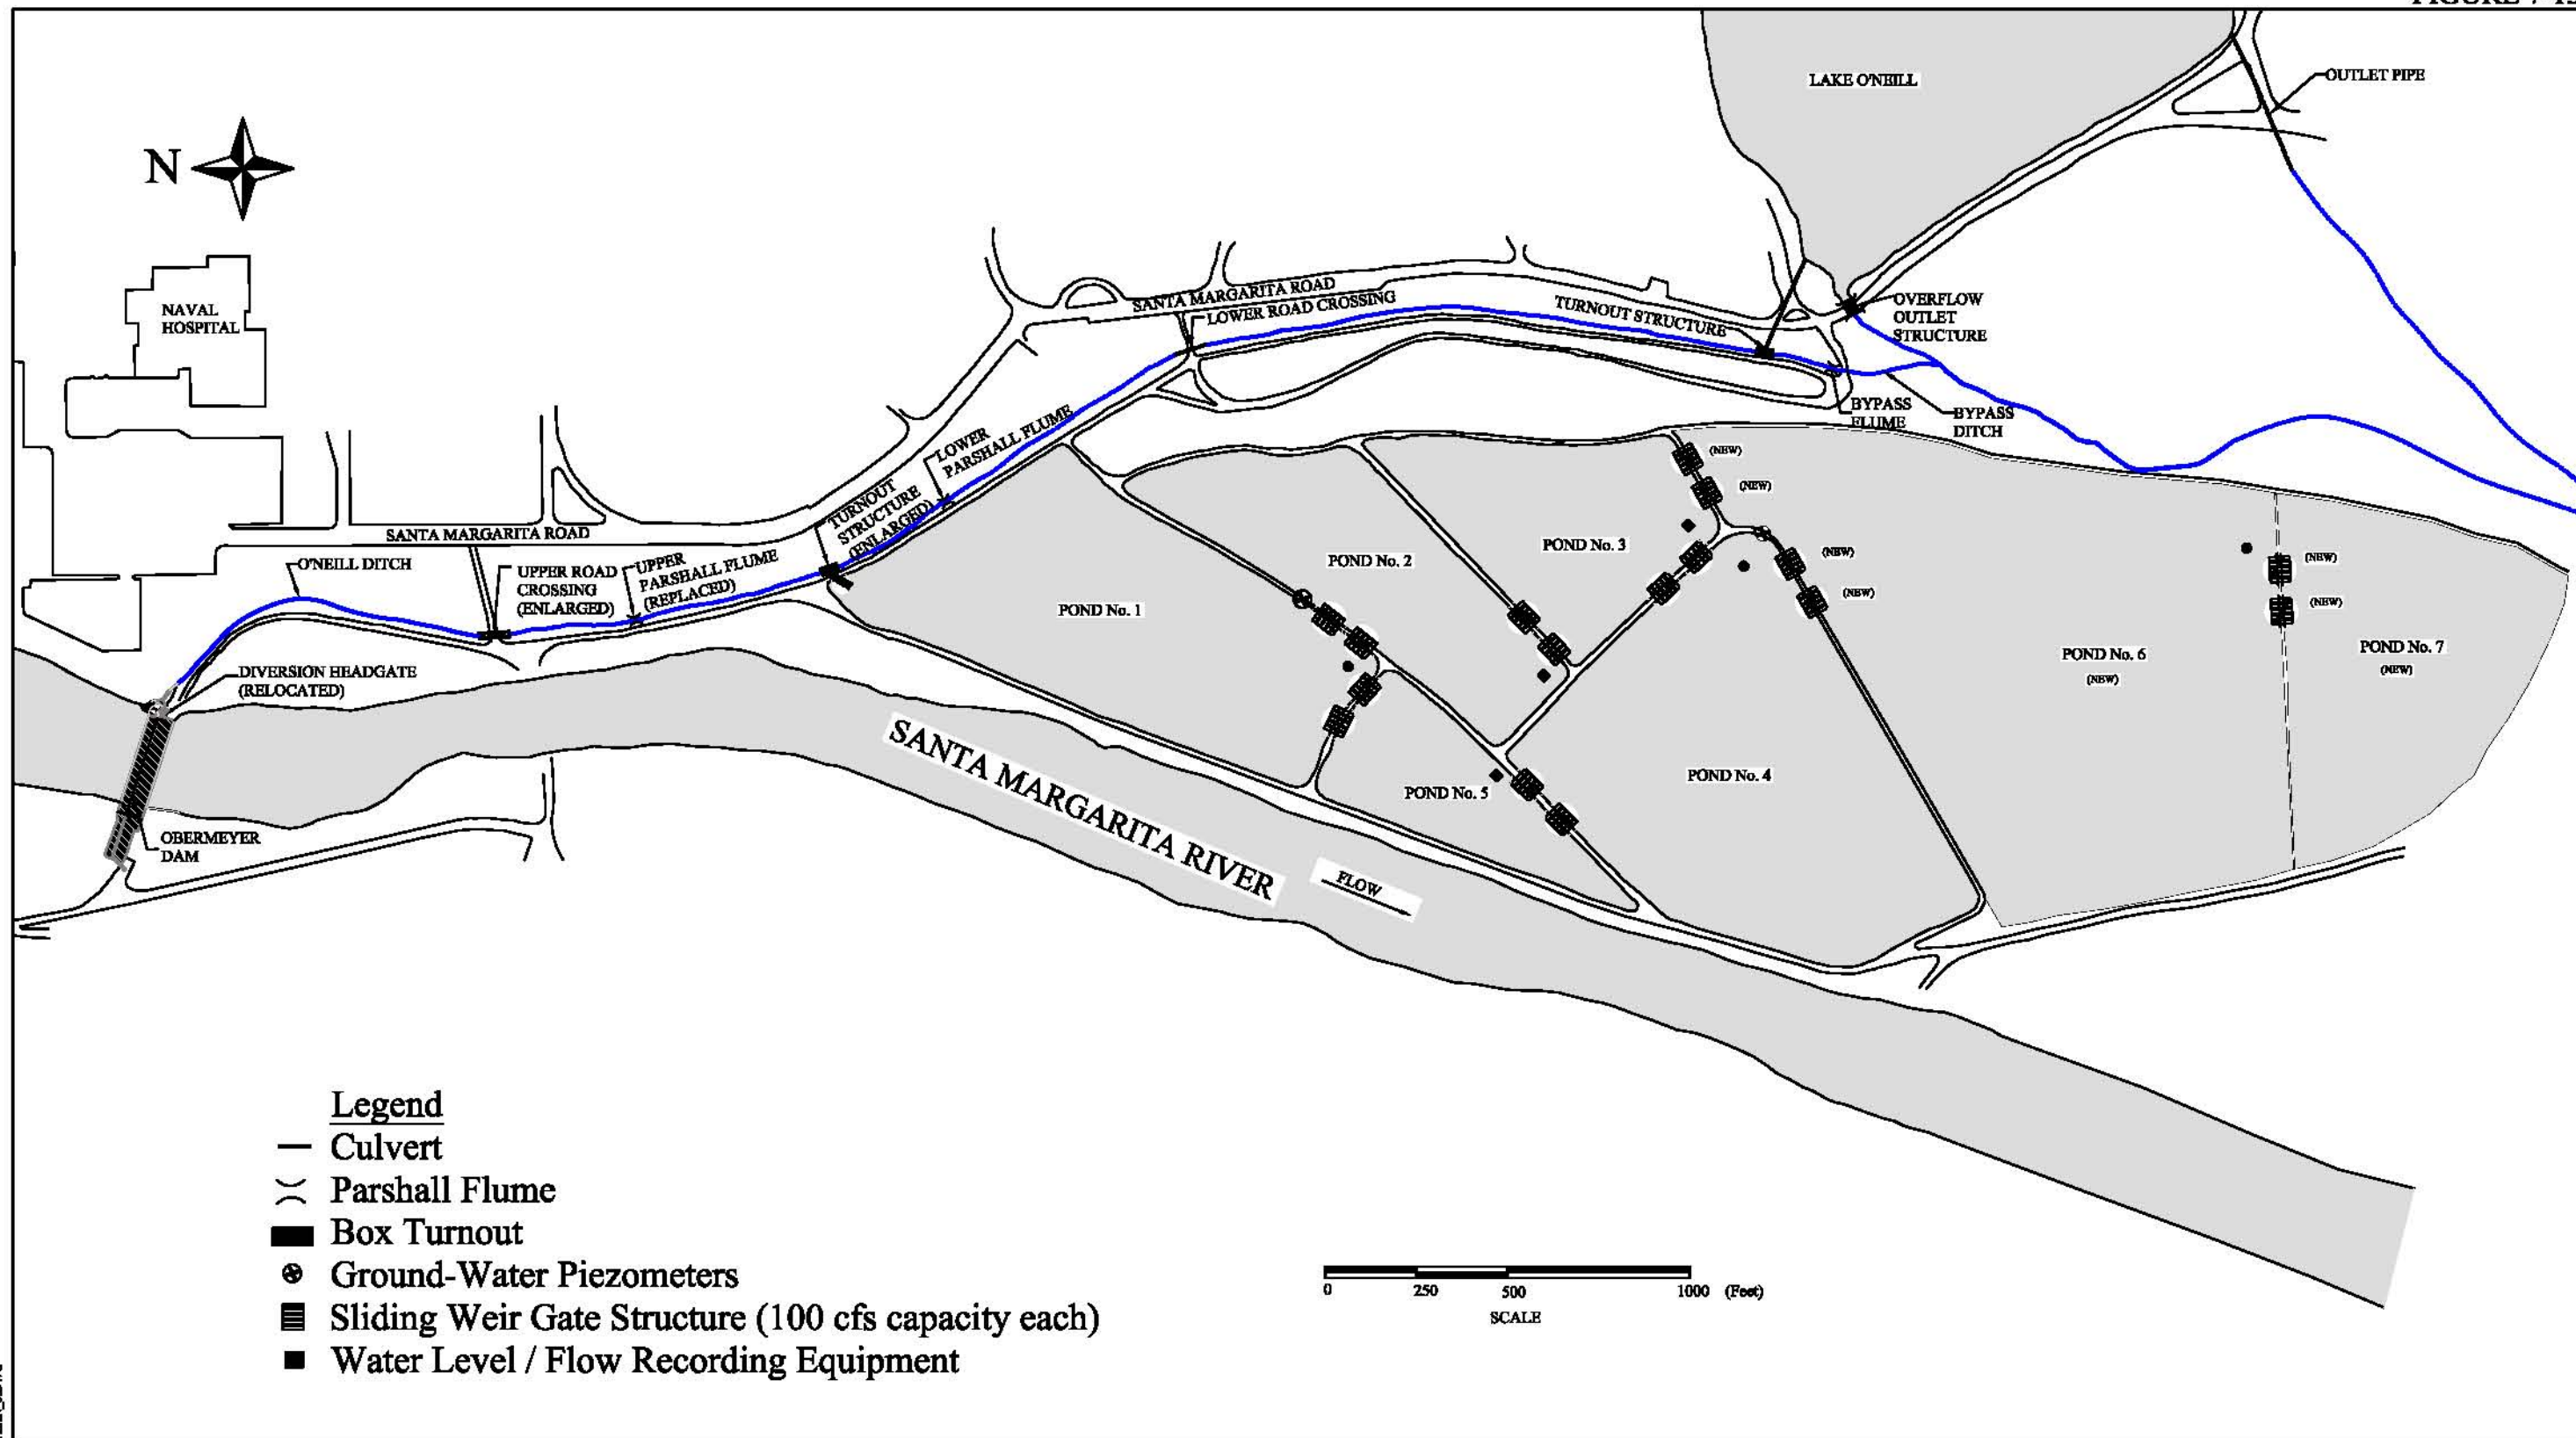 LAKE O'NEILL
OUTLET PIPE
N
NAVAL
HOSPITAL
SANTA MARGARITA ROAD
LOWER ROAD CROSSING
TURNOUT STRUCTURE
OVERFLOW
OUTLET
STRUCTURE
BYPASS
FLUME
BYPASS
DITCH
LOWER
PARSHALL FLUME
TURNOUT
STRUCTURE
(ENLARGED)
SANTA MARGARITA ROAD
O'NEILL DITCH
UPPER ROAD
CROSSING
(ENLARGED)
UPPER
PARSHALL FLUME
(REPLACED)
DIVERSION HEADGATE
(RELOCATED)
OBERMEYER
DAM
POND No. 1
POND No. 2
POND No. 3
(NEW)
(NEW)
(NEW)
(NEW)
POND No. 4
POND No. 5
POND No. 6
(NEW)
(NEW)
(NEW)
POND No. 7
(NEW)
SANTA MARGARITA RIVER
FLOW
Legend
Culvert
Parshall Flume
Box Turnout
Ground-Water Piezometers
Sliding Weir Gate Structure (100 cfs capacity each)
Water Level / Flow Recording Equipment
0 250 500 1000 (Feet)
SCALE